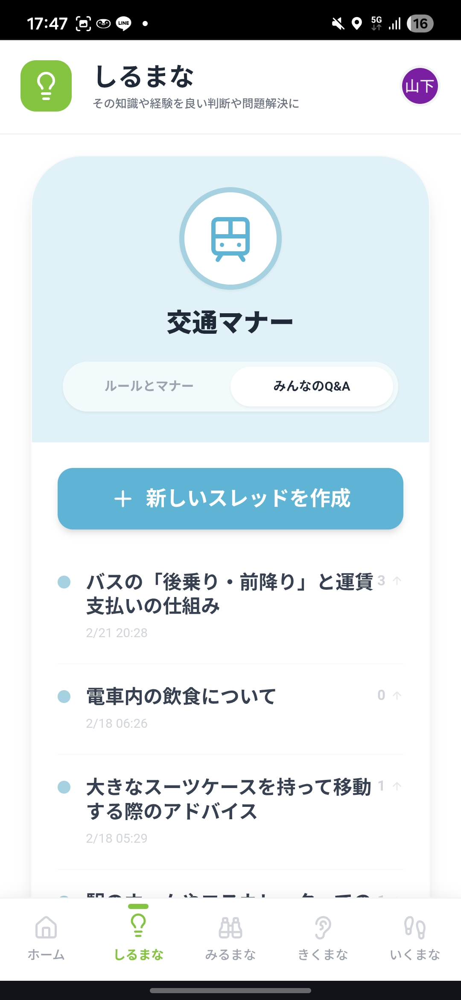 17:47
LINE
5G
16
しるまな
その知識や経験を良い判断や問題解決に
山下
交通マナー
ルールとマナー
みんなのQ&A
新しいスレッドを作成
バスの「後乗り・前降り」と運賃
支払いの仕組み
3
2/21 20:28
電車内の飲食について
0
2/18 06:26
大きなスーツケースを持って移動
する際のアドバイス
1
2/18 05:29
ホーム
しるまな
みるまな
きくまな
いくまな